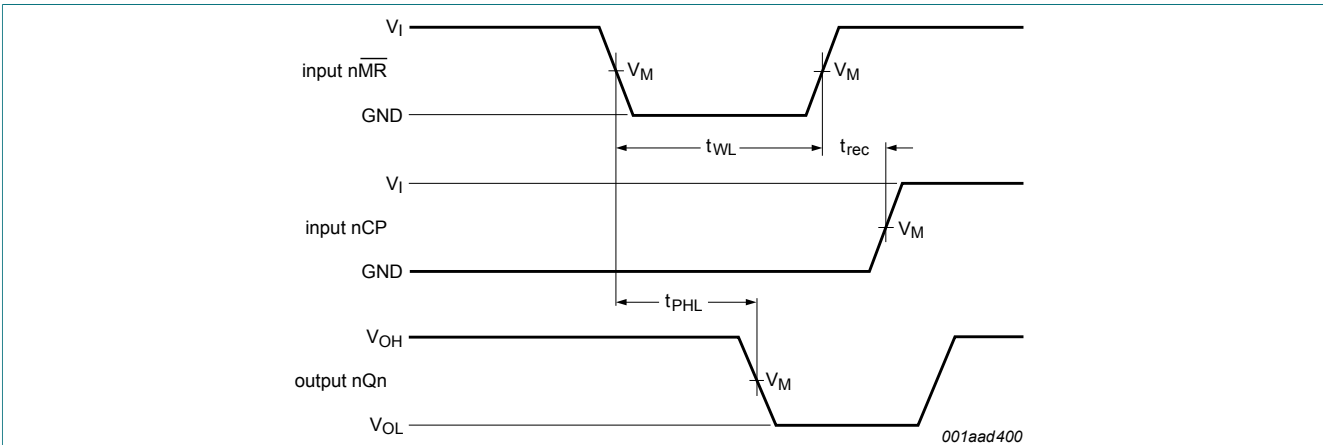 V_I
input nM̅R̅
V_M
V_M
GND
t_WL
t_rec
V_I
input nCP
V_M
GND
t_PHL
V_OH
output nQn
V_M
V_OL
001aad400